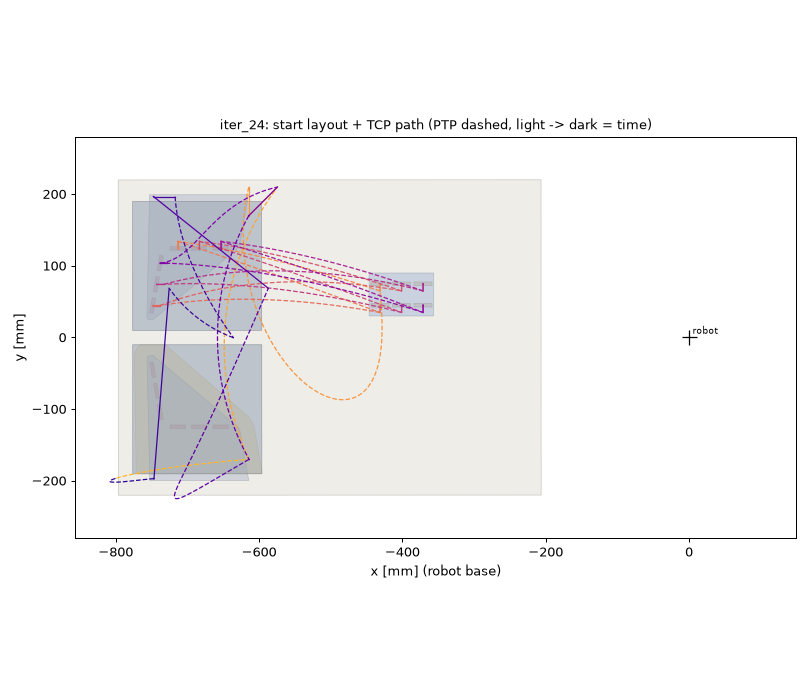 iter_24: start layout + TCP path (PTP dashed, light -> dark = time)
200
100
0
−100
−200
y [mm]
robot
−800
−600
−400
−200
0
x [mm] (robot base)